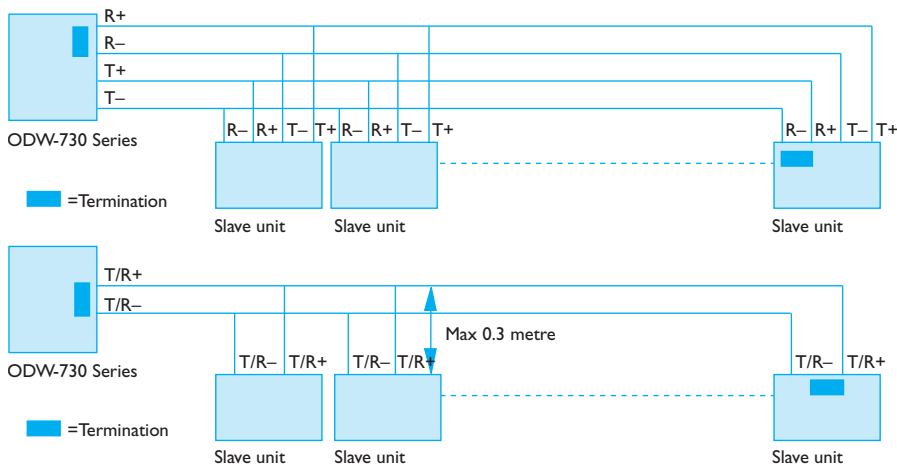 R+
R–
T+
T–
R– R+ T– T+ R– R+ T– T+ R– R+ T– T+
ODW-730 Series
=Termination
Slave unit Slave unit Slave unit
T/R+
T/R–
Max 0.3 metre
T/R– T/R+ T/R– T/R+ T/R– T/R+
ODW-730 Series
=Termination
Slave unit Slave unit Slave unit